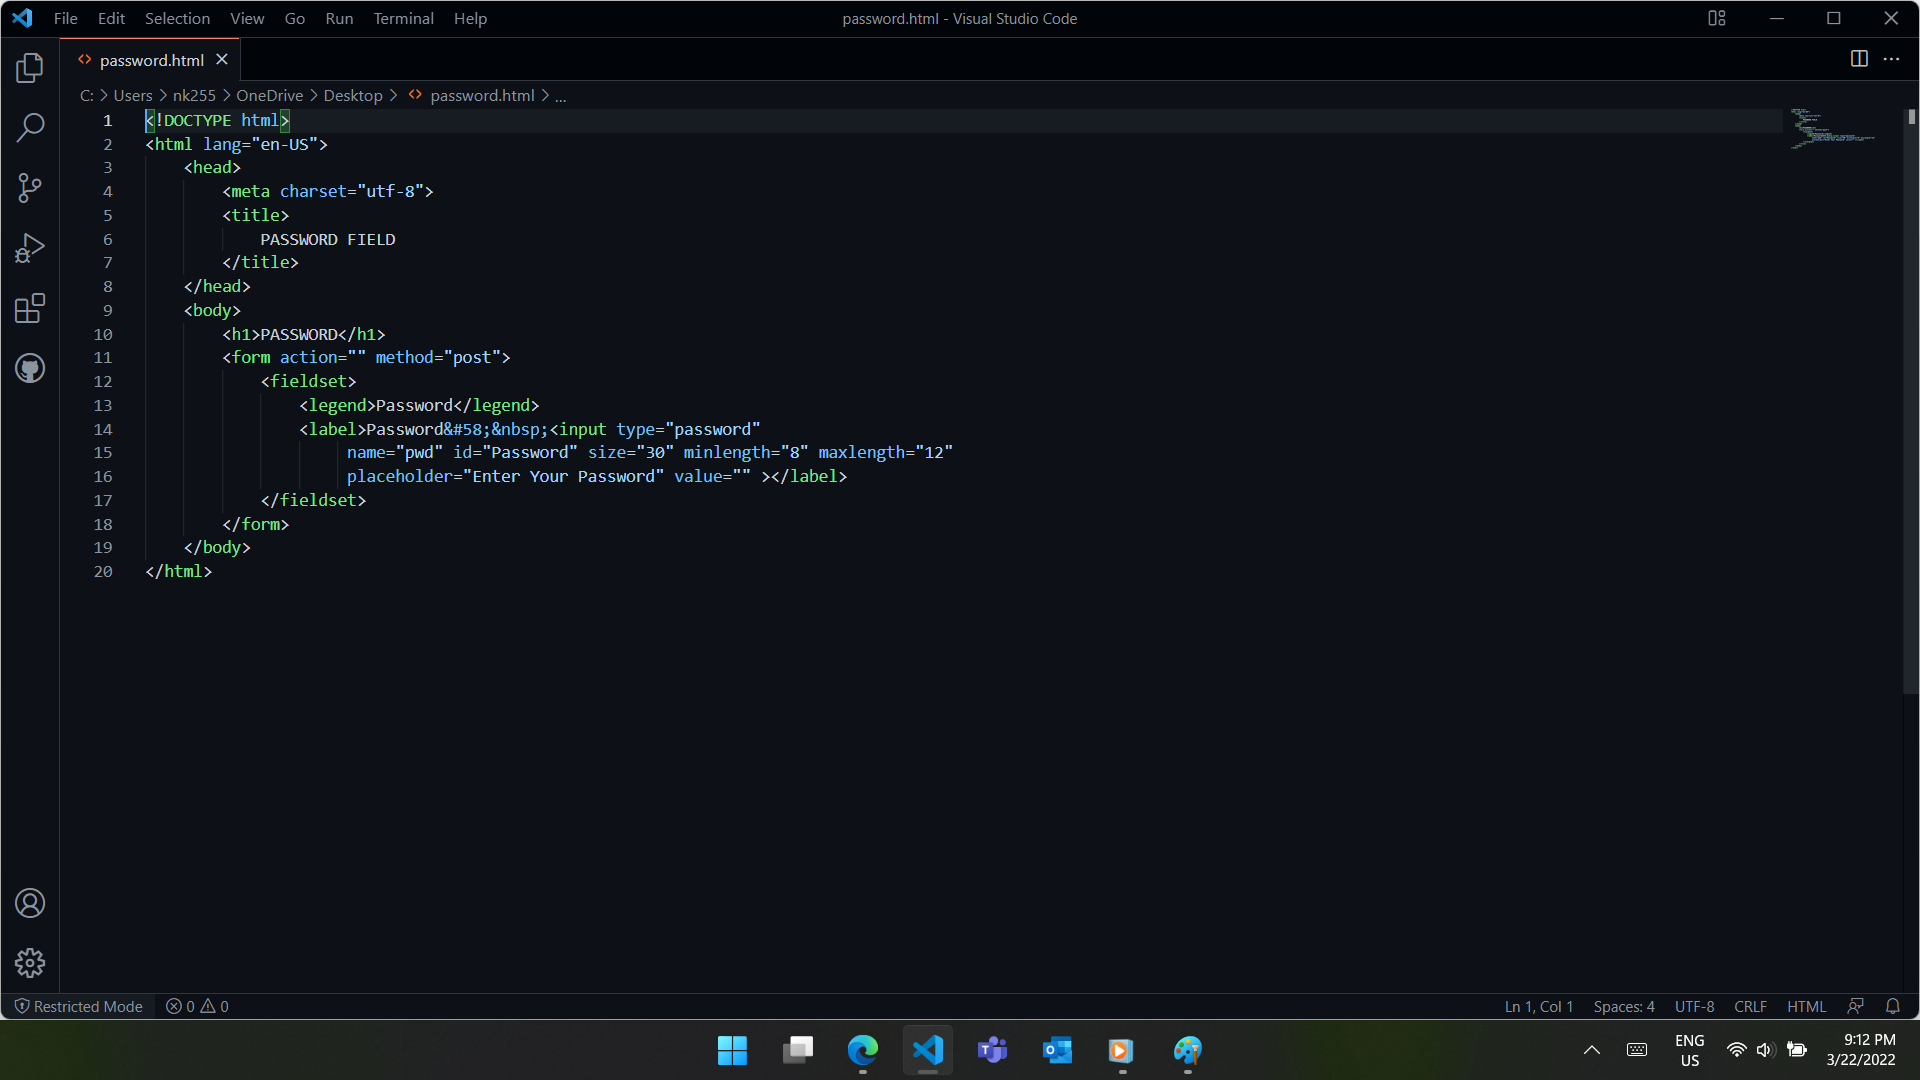 File Edit Selection View Go Run Terminal Help password.html - Visual Studio Code
password.html
C: > Users > nk255 > OneDrive > Desktop > password.html > ...
1 <!DOCTYPE html>
2 <html lang="en-US">
3 <head>
4 <meta charset="utf-8">
5 <title>
6 PASSWORD FIELD
7 </title>
8 </head>
9 <body>
10 <h1>PASSWORD</h1>
11 <form action="" method="post">
12 <fieldset>
13 <legend>Password</legend>
14 <label>Password&#58;&nbsp;<input type="password"
15 name="pwd" id="Password" size="30" minlength="8" maxlength="12"
16 placeholder="Enter Your Password" value="" ></label>
17 </fieldset>
18 </form>
19 </body>
20 </html>
Restricted Mode 0 0 Ln 1, Col 1 Spaces: 4 UTF-8 CRLF HTML
ENG 9:12 PM
US 3/22/2022